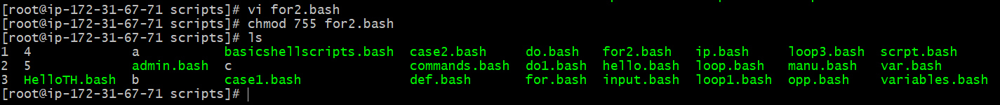 [root@ip-172-31-67-71 scripts]# vi for2.bash
[root@ip-172-31-67-71 scripts]# chmod 755 for2.bash
[root@ip-172-31-67-71 scripts]# ls
1  4            a           basicshellscripts.bash  case2.bash     do.bash   for2.bash   ip.bash     loop3.bash  scrpt.bash
2  5            admin.bash  c                       commands.bash  do1.bash  hello.bash  loop.bash   manu.bash   var.bash
3  HelloTH.bash  b           case1.bash              def.bash       for.bash  input.bash  loop1.bash  opp.bash    variables.bash
[root@ip-172-31-67-71 scripts]#